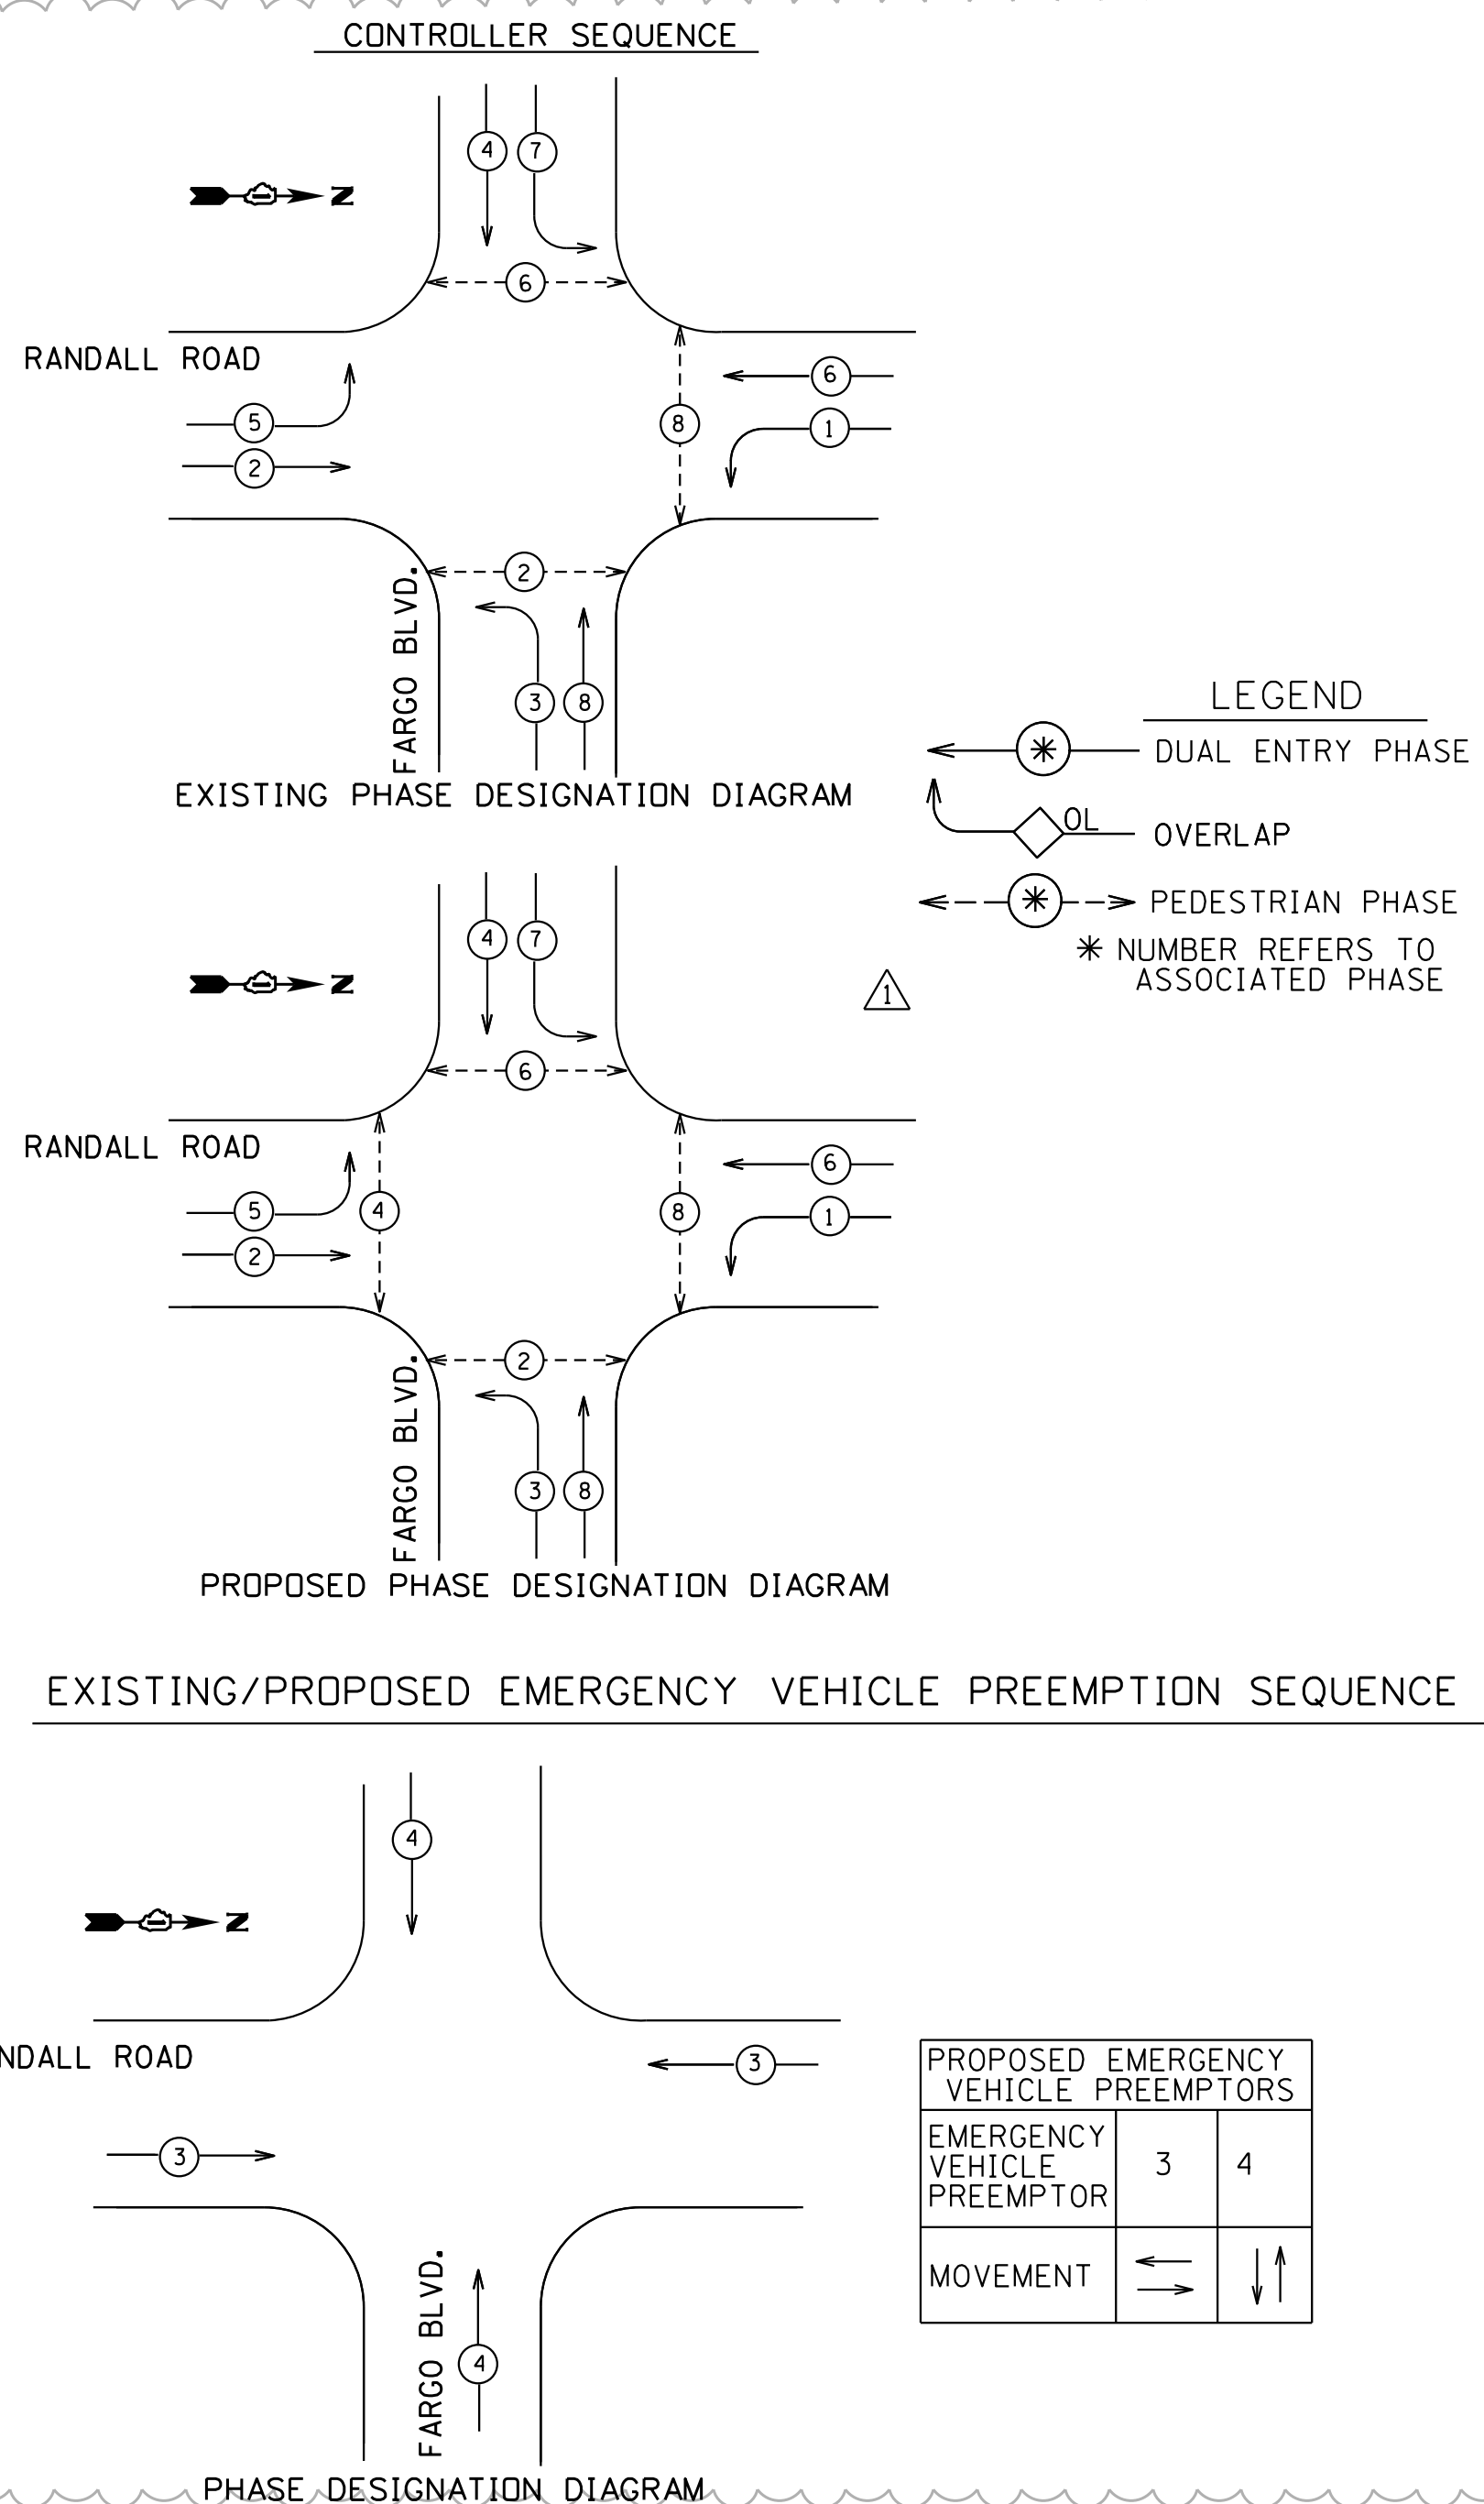 CONTROLLER SEQUENCE
4 7
N
6
RANDALL ROAD
6
5
8
1
2
2
FARGO BLVD.
3 8
EXISTING PHASE DESIGNATION DIAGRAM
LEGEND
* DUAL ENTRY PHASE
OL OVERLAP
* PEDESTRIAN PHASE
* NUMBER REFERS TO
ASSOCIATED PHASE
1
4 7
N
6
RANDALL ROAD
6
5 4 8 1
2
2
FARGO BLVD.
3 8
PROPOSED PHASE DESIGNATION DIAGRAM
EXISTING/PROPOSED EMERGENCY VEHICLE PREEMPTION SEQUENCE
4
N
NDALL ROAD
3
3
FARGO BLVD.
4
PHASE DESIGNATION DIAGRAM
PROPOSED EMERGENCY
VEHICLE PREEMPTORS
EMERGENCY
VEHICLE
PREEMPTOR
3 4
MOVEMENT